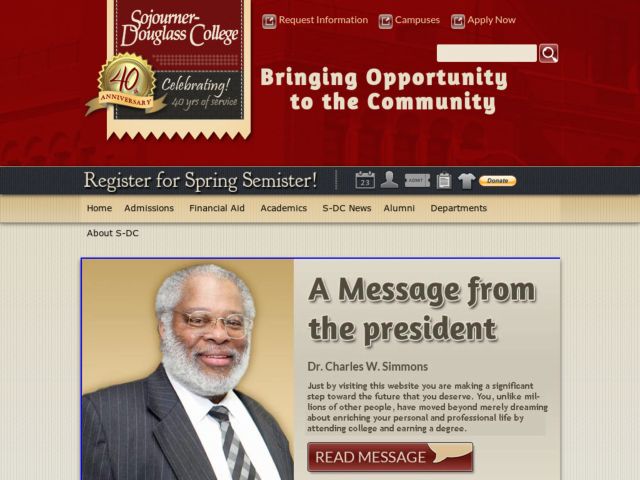 Sojourner-
Douglass College
40th
ANNIVERSARY
Celebrating!
40 yrs of service
Request Information
Campuses
Apply Now
Bringing Opportunity
to the Community
Register for Spring Semister!
23
ADMIT
Donate
Home
Admissions
Financial Aid
Academics
S-DC News
Alumni
Departments
About S-DC
A Message from
the president
Dr. Charles W. Simmons
Just by visiting this website you are making a significant
step toward the future that you deserve. You, unlike mil-
lions of other people, have moved beyond merely dreaming
about enriching your personal and professional life by
attending college and earning a degree.
READ MESSAGE